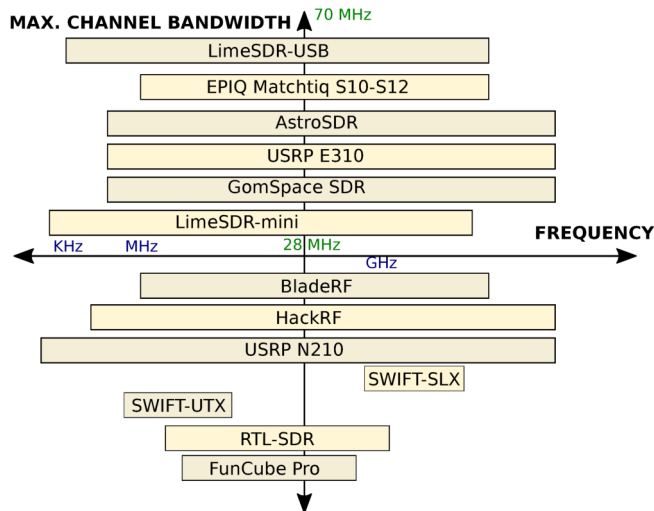 MAX. CHANNEL BANDWIDTH
70 MHz
LimeSDR-USB
EPIQ Matchtiq S10-S12
AstroSDR
USRP E310
GomSpace SDR
LimeSDR-mini
FREQUENCY
KHz
MHz
28 MHz
GHz
BladeRF
HackRF
USRP N210
SWIFT-SLX
SWIFT-UTX
RTL-SDR
FunCube Pro